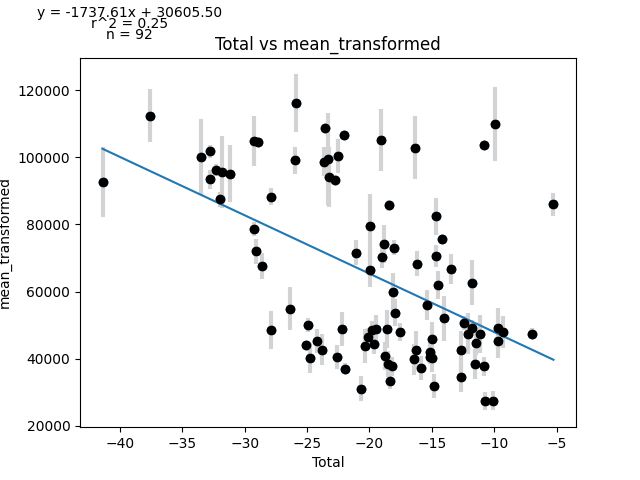 y = -1737.61x + 30605.50
r^2 = 0.25
n = 92
Total vs mean_transformed
120000
100000
80000
60000
40000
20000
mean_transformed
−40
−35
−30
−25
−20
−15
−10
−5
Total